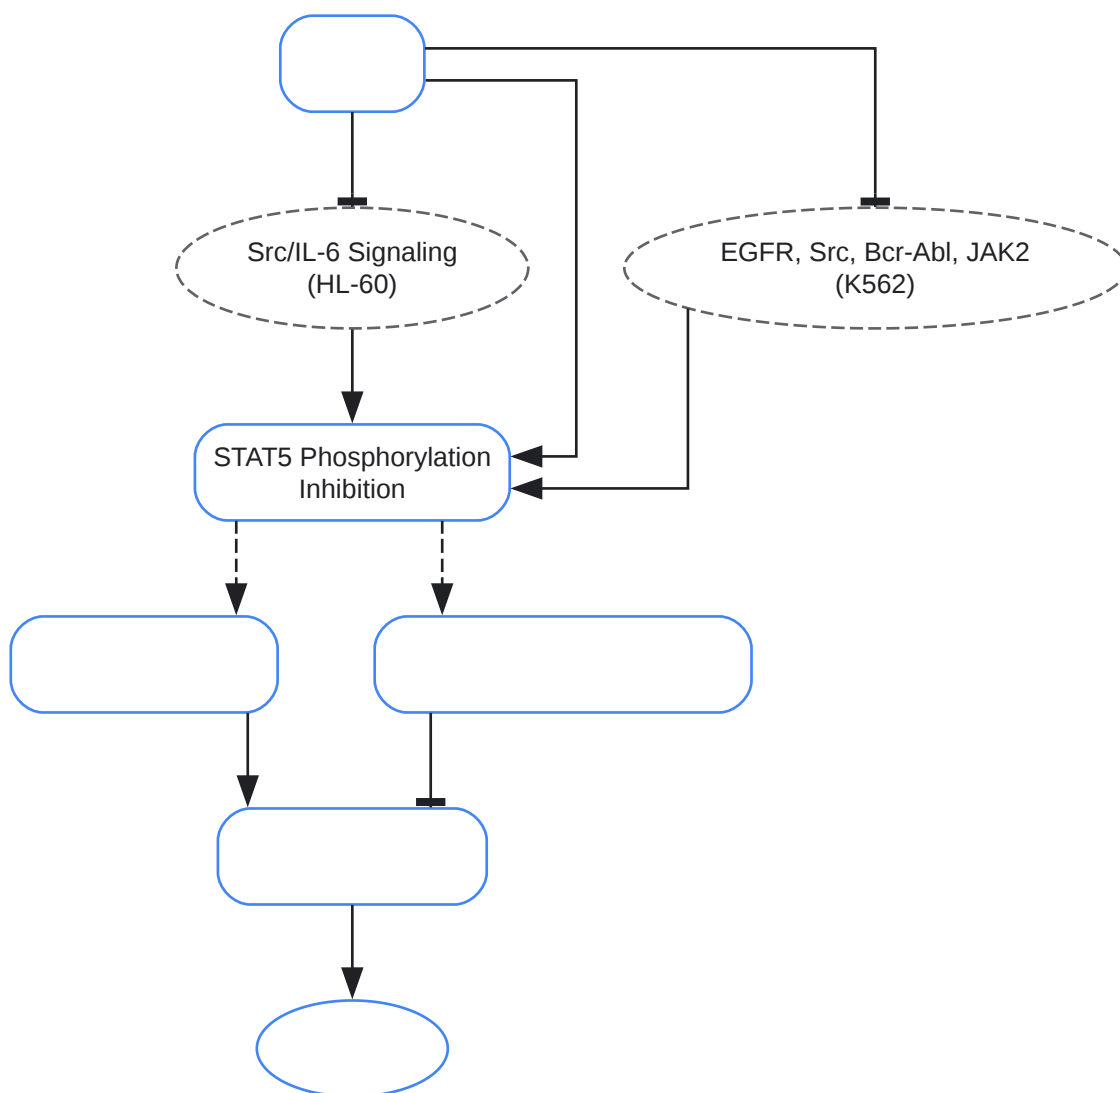 Src/IL-6 Signaling
(HL-60)
EGFR, Src, Bcr-Abl, JAK2
(K562)
STAT5 Phosphorylation
Inhibition